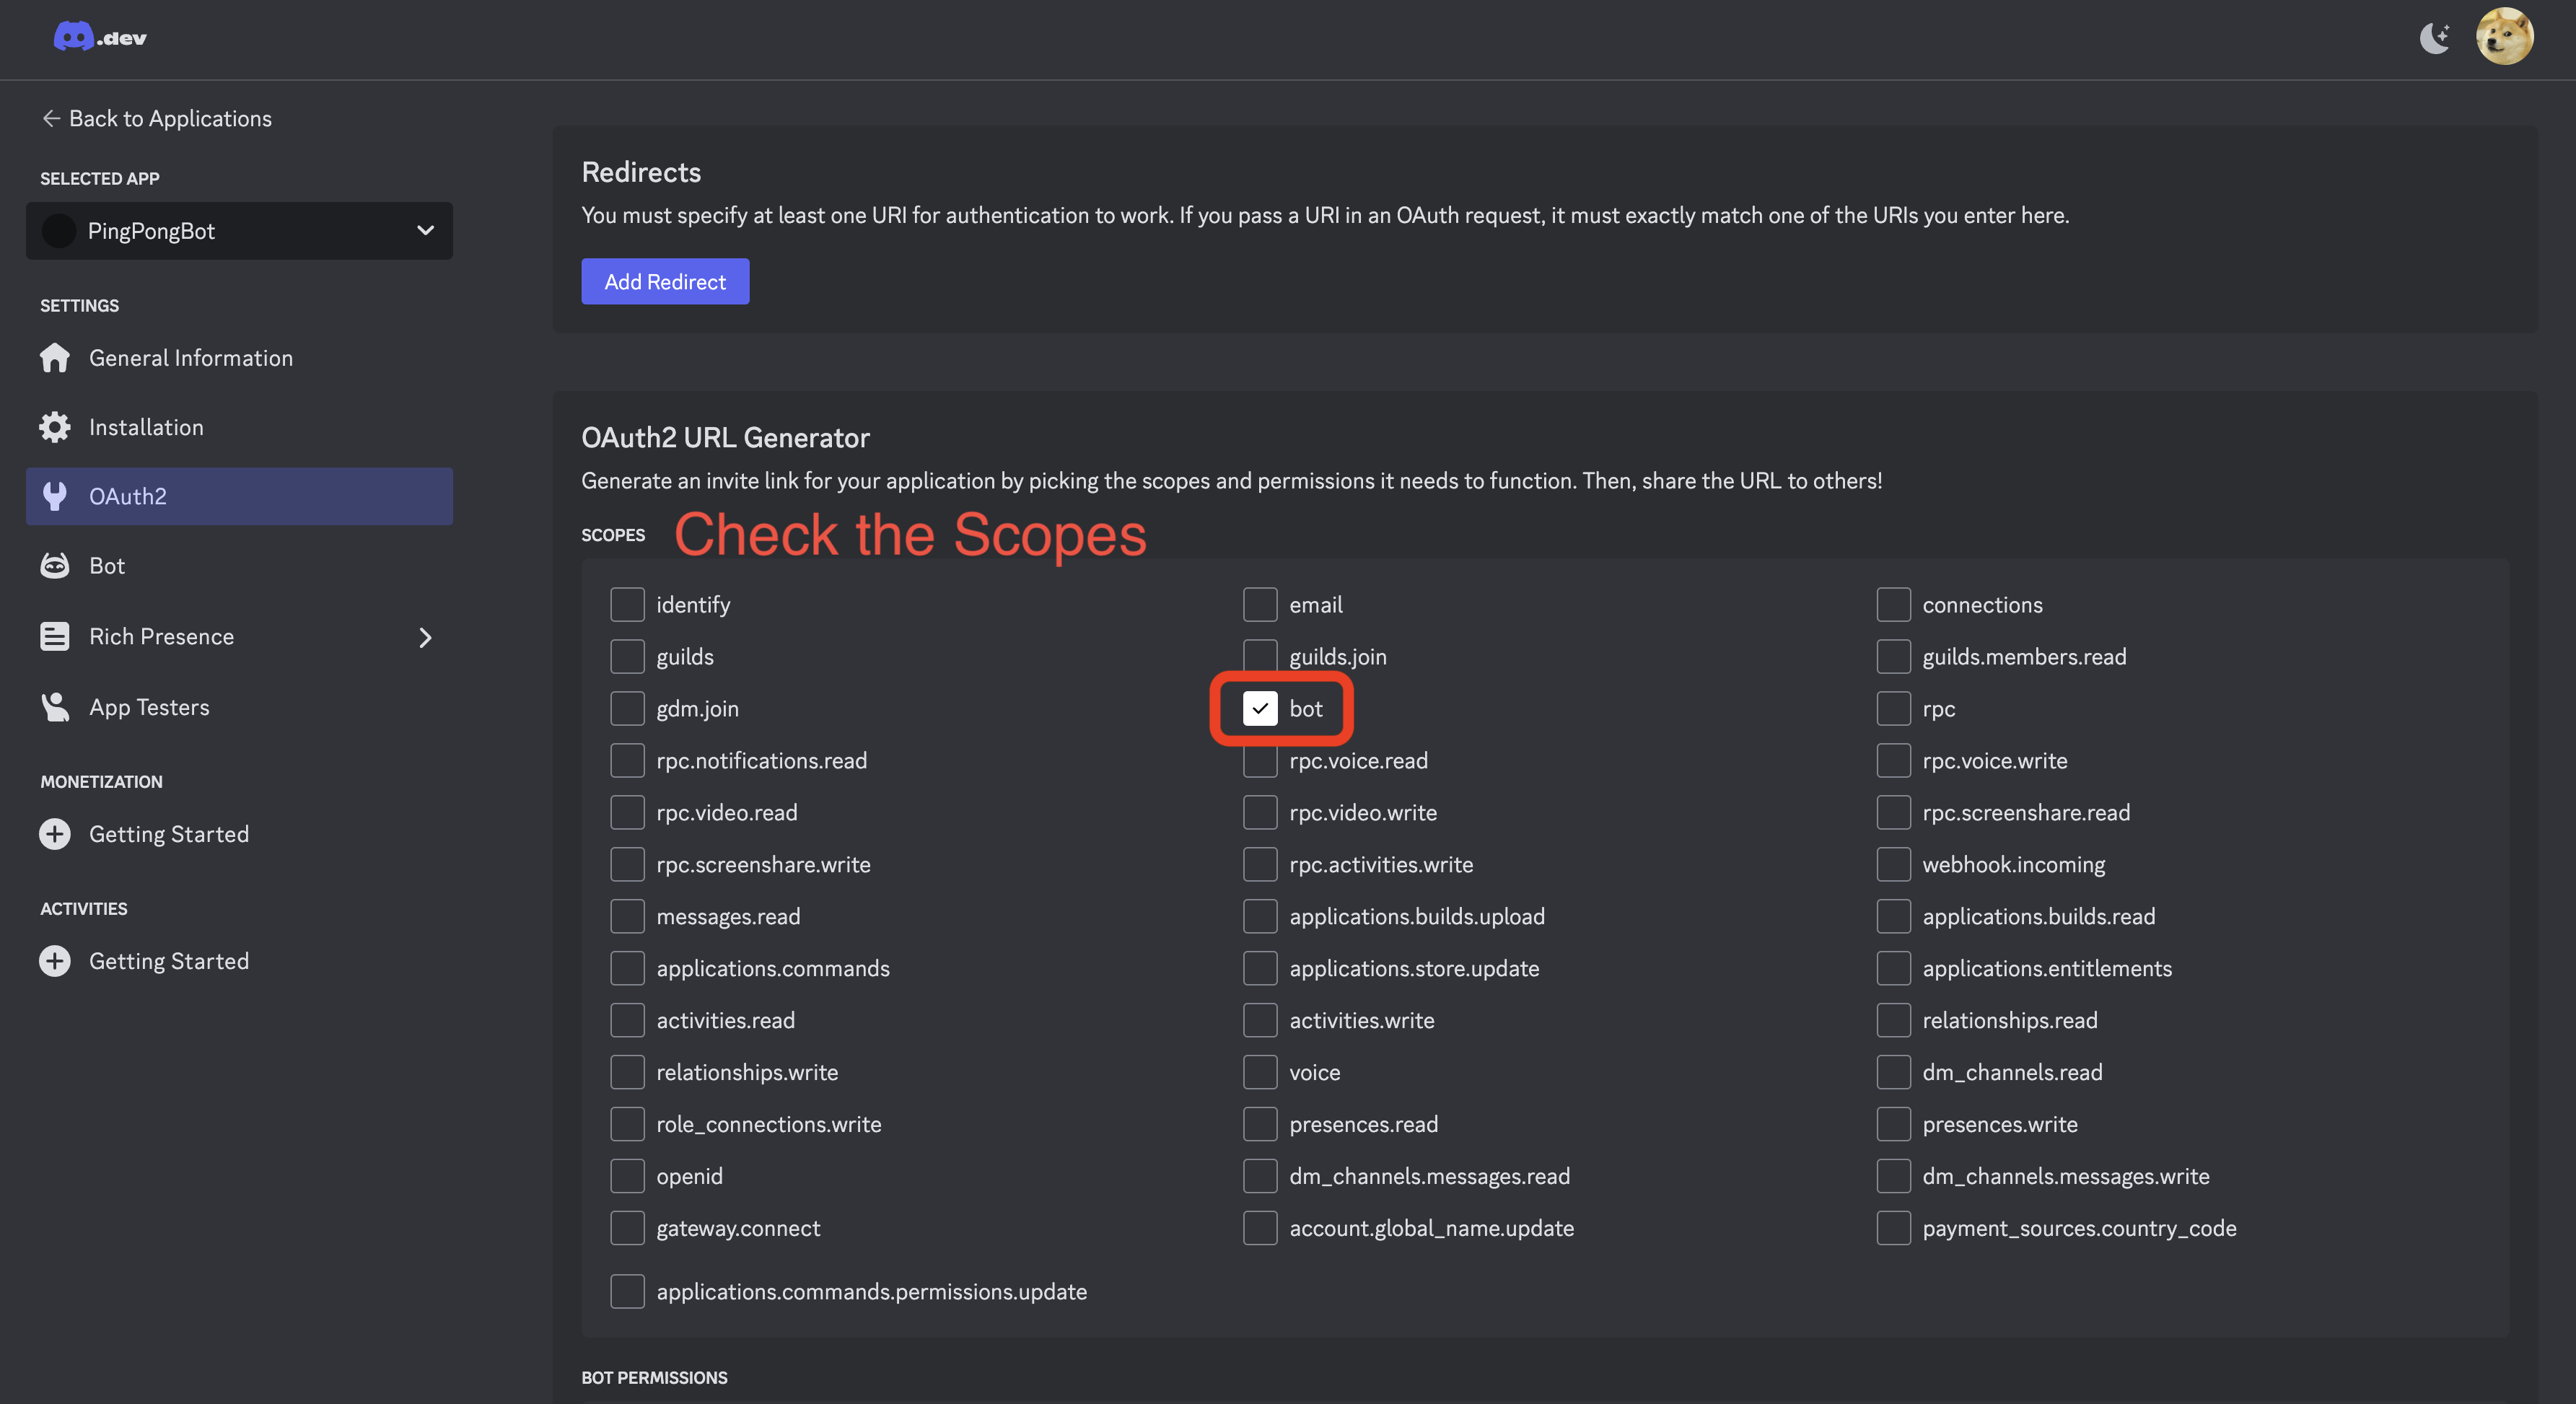 .dev
Back to Applications
SELECTED APP
PingPongBot
SETTINGS
General Information
Installation
OAuth2
Bot
Rich Presence
App Testers
MONETIZATION
Getting Started
ACTIVITIES
Getting Started
Redirects
You must specify at least one URI for authentication to work. If you pass a URI in an OAuth request, it must exactly match one of the URIs you enter here.
Add Redirect
OAuth2 URL Generator
Generate an invite link for your application by picking the scopes and permissions it needs to function. Then, share the URL to others!
SCOPES Check the Scopes
identify email connections
guilds guilds.join guilds.members.read
gdm.join bot rpc
rpc.notifications.read rpc.voice.read rpc.voice.write
rpc.video.read rpc.video.write rpc.screenshare.read
rpc.screenshare.write rpc.activities.write webhook.incoming
messages.read applications.builds.upload applications.builds.read
applications.commands applications.store.update applications.entitlements
activities.read activities.write relationships.read
relationships.write voice dm_channels.read
role_connections.write presences.read presences.write
openid dm_channels.messages.read dm_channels.messages.write
gateway.connect account.global_name.update payment_sources.country_code
applications.commands.permissions.update
BOT PERMISSIONS